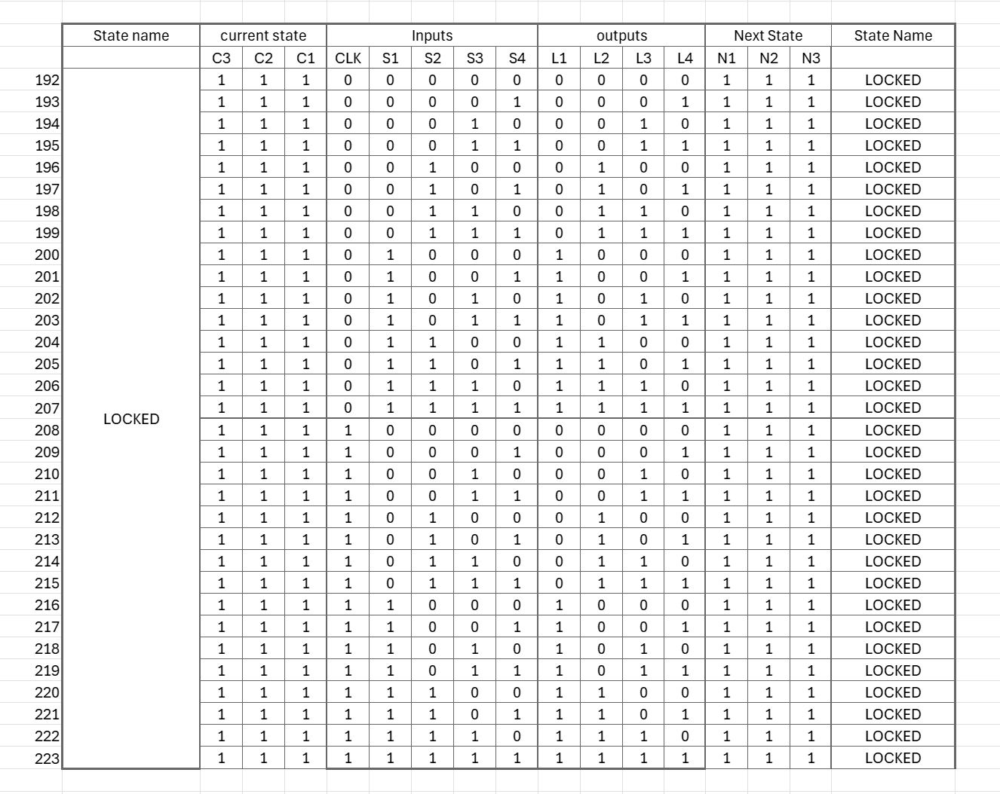 State name current state Inputs outputs Next State State Name
C3 C2 C1 CLK S1 S2 S3 S4 L1 L2 L3 L4 N1 N2 N3
192 1 1 1 0 0 0 0 0 0 0 0 0 1 1 1 LOCKED
193 1 1 1 0 0 0 0 1 0 0 0 1 1 1 1 LOCKED
194 1 1 1 0 0 0 1 0 0 0 1 0 1 1 1 LOCKED
195 1 1 1 0 0 0 1 1 0 0 1 1 1 1 1 LOCKED
196 1 1 1 0 0 1 0 0 0 1 0 0 1 1 1 LOCKED
197 1 1 1 0 0 1 0 1 0 1 0 1 1 1 1 LOCKED
198 1 1 1 0 0 1 1 0 0 1 1 0 1 1 1 LOCKED
199 1 1 1 0 0 1 1 1 0 1 1 1 1 1 1 LOCKED
200 1 1 1 0 1 0 0 0 1 0 0 0 1 1 1 LOCKED
201 1 1 1 0 1 0 0 1 1 0 0 1 1 1 1 LOCKED
202 1 1 1 0 1 0 1 0 1 0 1 0 1 1 1 LOCKED
203 1 1 1 0 1 0 1 1 1 0 1 1 1 1 1 LOCKED
204 1 1 1 0 1 1 0 0 1 1 0 0 1 1 1 LOCKED
205 1 1 1 0 1 1 0 1 1 1 0 1 1 1 1 LOCKED
206 1 1 1 0 1 1 1 0 1 1 1 0 1 1 1 LOCKED
207 1 1 1 0 1 1 1 1 1 1 1 1 1 1 1 LOCKED
LOCKED
208 1 1 1 1 0 0 0 0 0 0 0 0 1 1 1 LOCKED
209 1 1 1 1 0 0 0 1 0 0 0 1 1 1 1 LOCKED
210 1 1 1 1 0 0 1 0 0 0 1 0 1 1 1 LOCKED
211 1 1 1 1 0 0 1 1 0 0 1 1 1 1 1 LOCKED
212 1 1 1 1 0 1 0 0 0 1 0 0 1 1 1 LOCKED
213 1 1 1 1 0 1 0 1 0 1 0 1 1 1 1 LOCKED
214 1 1 1 1 0 1 1 0 0 1 1 0 1 1 1 LOCKED
215 1 1 1 1 0 1 1 1 0 1 1 1 1 1 1 LOCKED
216 1 1 1 1 1 0 0 0 1 0 0 0 1 1 1 LOCKED
217 1 1 1 1 1 0 0 1 1 0 0 1 1 1 1 LOCKED
218 1 1 1 1 1 0 1 0 1 0 1 0 1 1 1 LOCKED
219 1 1 1 1 1 0 1 1 1 0 1 1 1 1 1 LOCKED
220 1 1 1 1 1 1 0 0 1 1 0 0 1 1 1 LOCKED
221 1 1 1 1 1 1 0 1 1 1 0 1 1 1 1 LOCKED
222 1 1 1 1 1 1 1 0 1 1 1 0 1 1 1 LOCKED
223 1 1 1 1 1 1 1 1 1 1 1 1 1 1 1 LOCKED